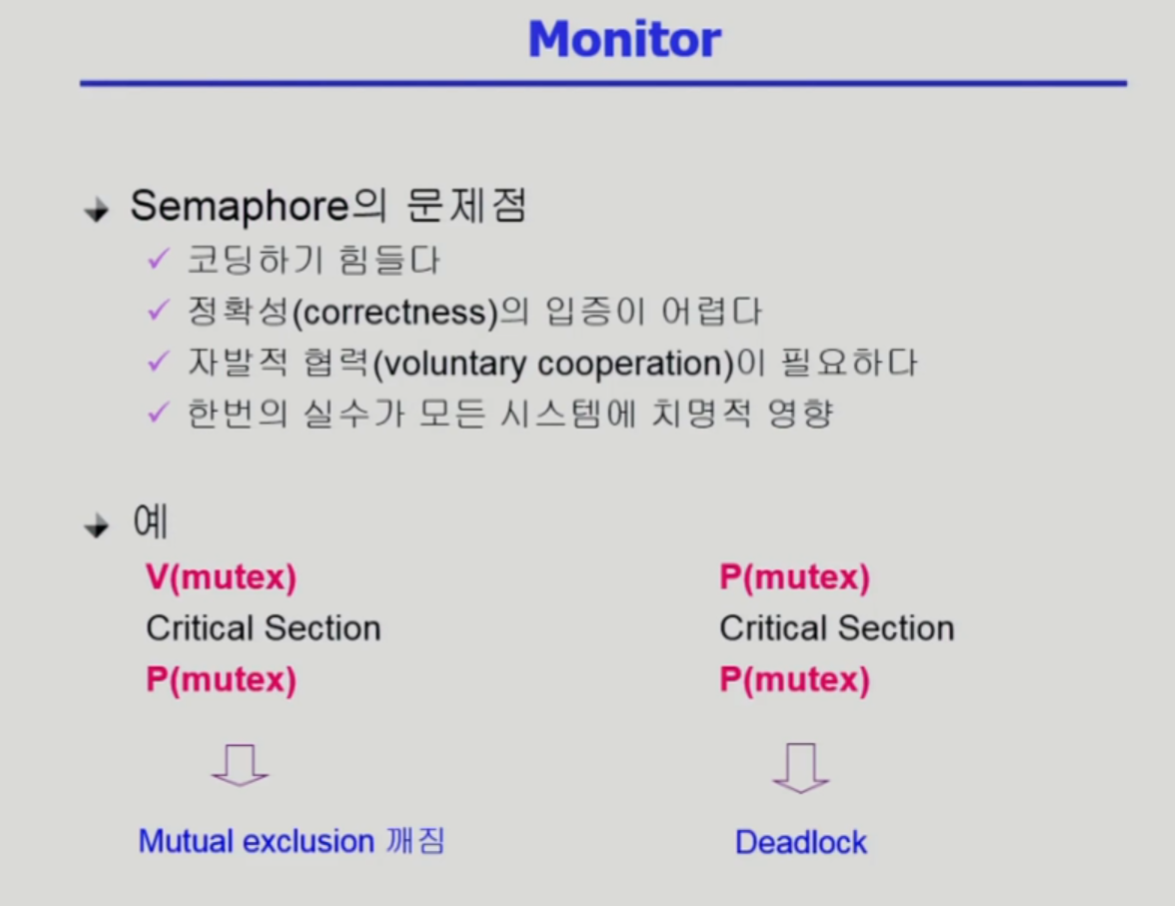 Monitor
Semaphore의 문제점
코딩하기 힘들다
정확성(correctness)의 입증이 어렵다
자발적 협력(voluntary cooperation)이 필요하다
한번의 실수가 모든 시스템에 치명적 영향
예
V(mutex)
Critical Section
P(mutex)
Mutual exclusion 깨짐
P(mutex)
Critical Section
P(mutex)
Deadlock